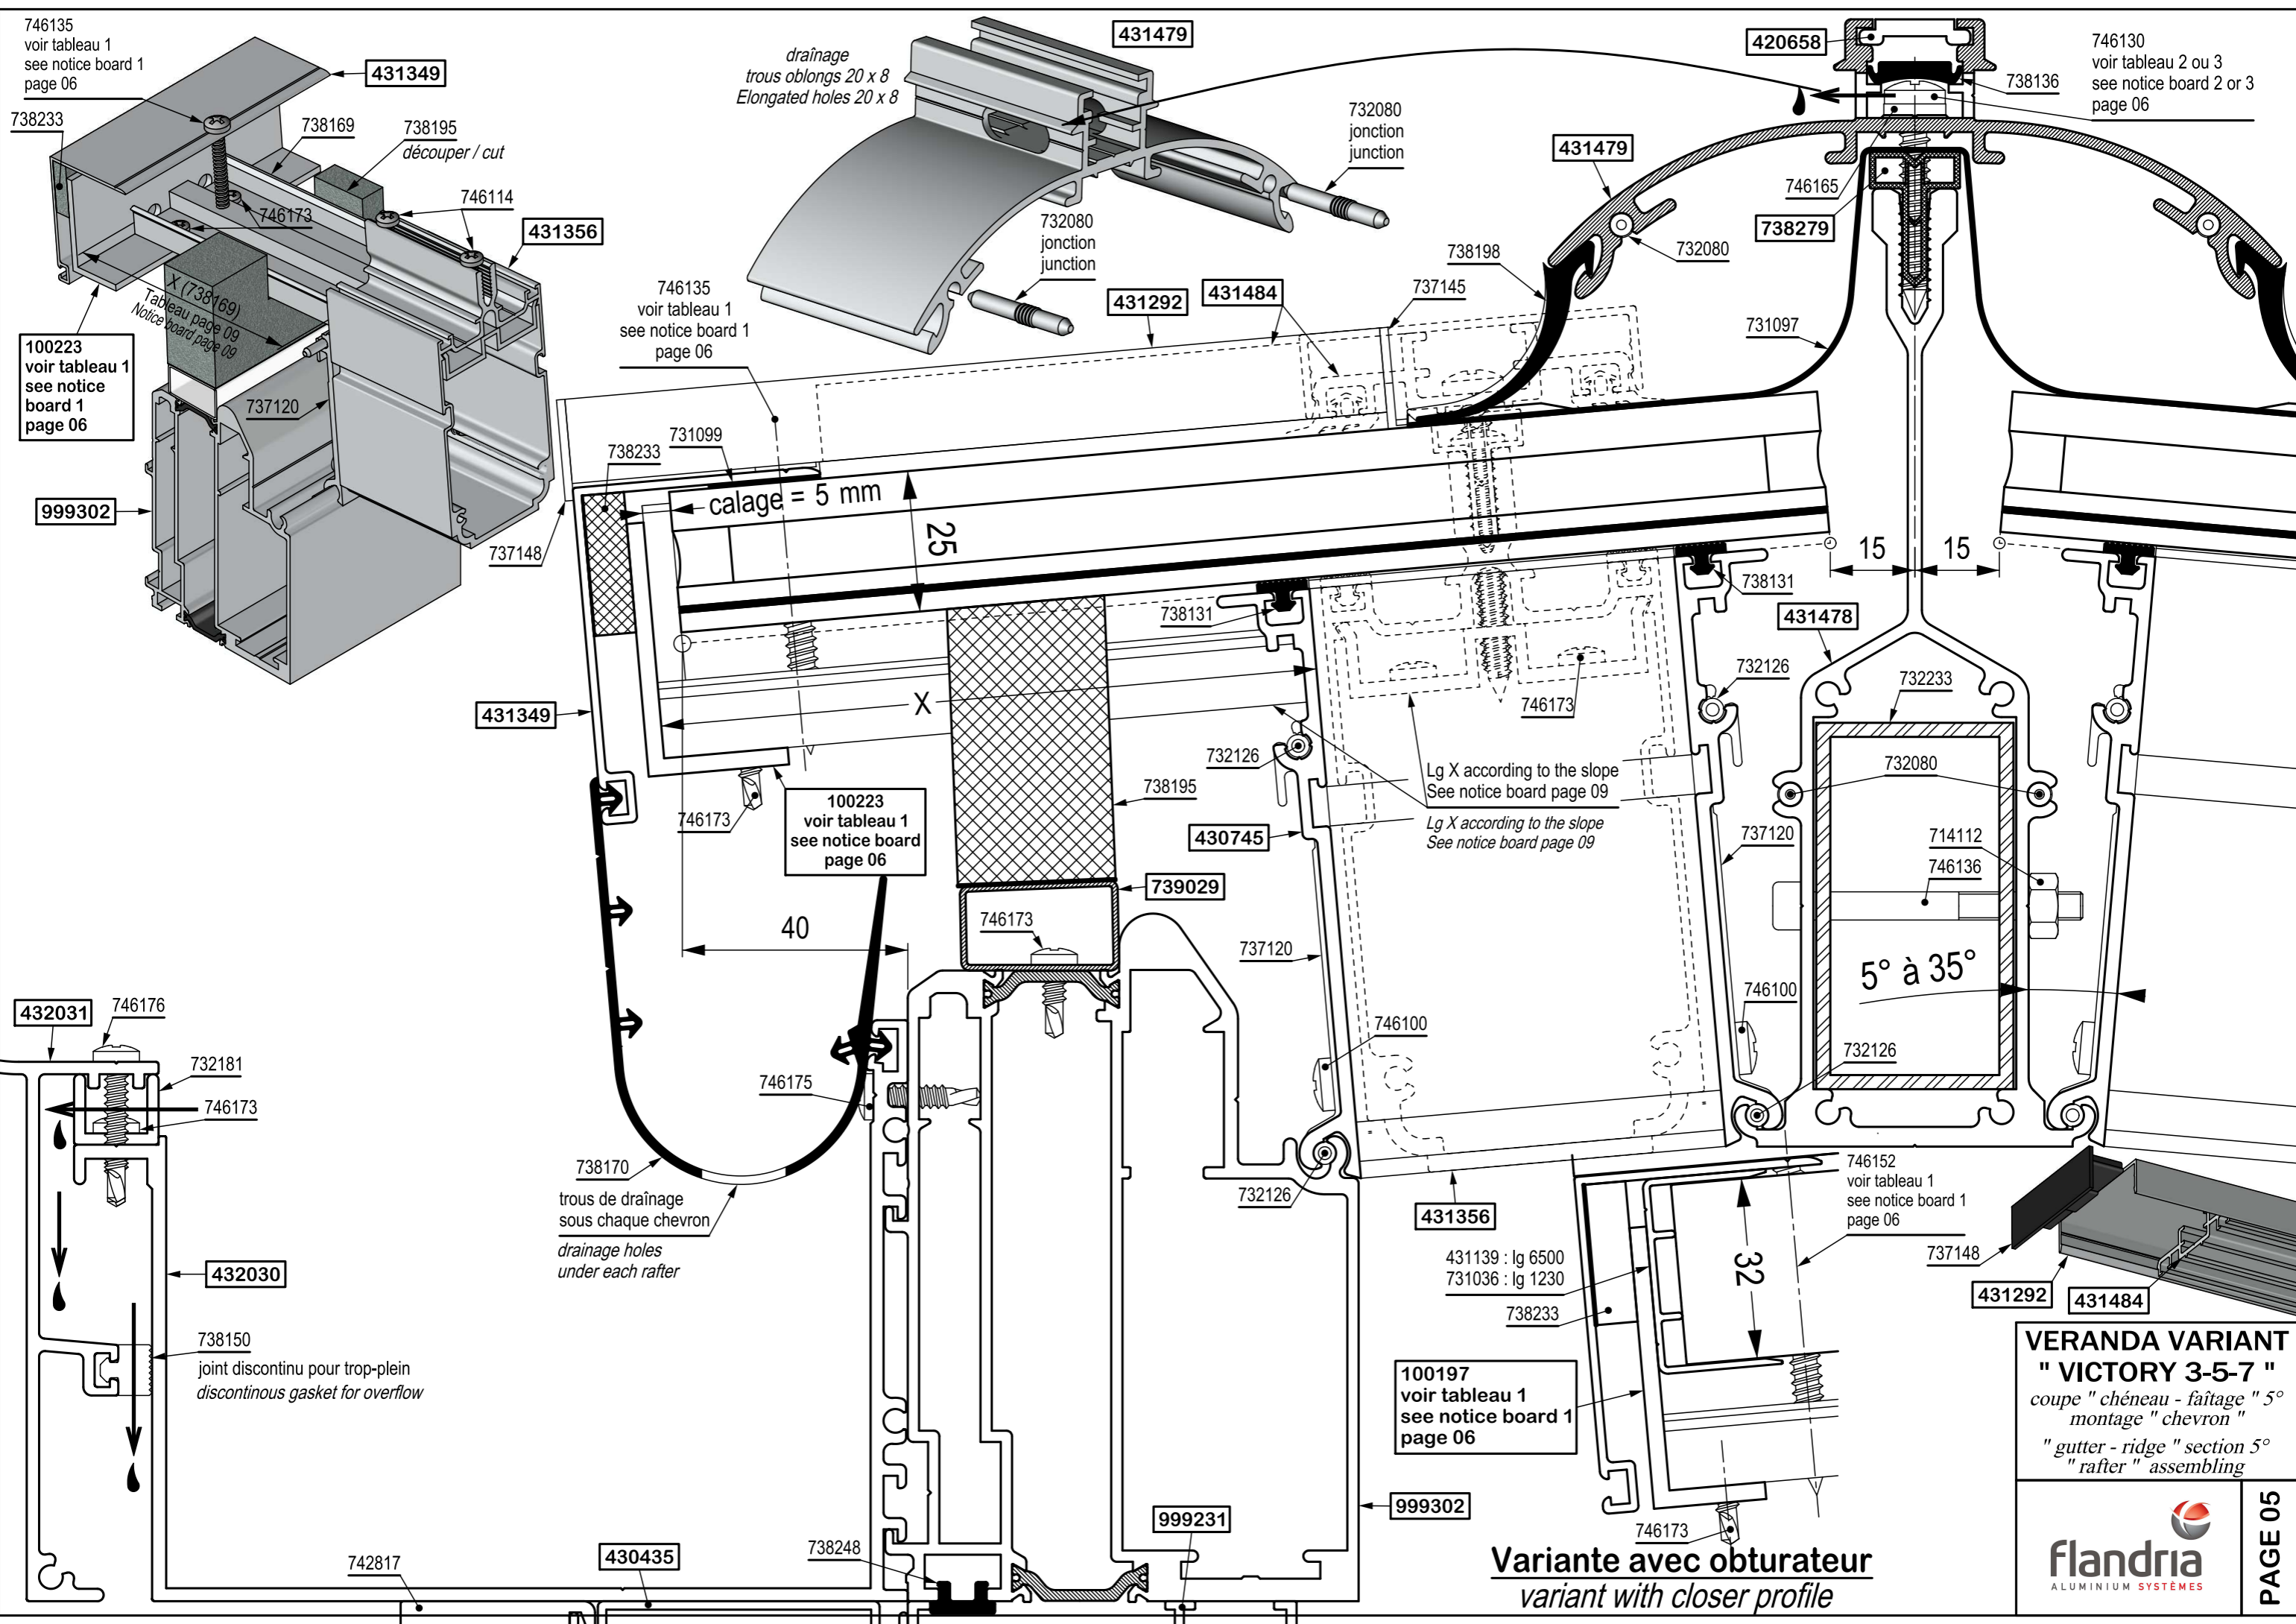 746135
voir tableau 1
see notice board 1
page 06
431349
738233
738169
738195
découper / cut
746173
746114
431356
X (738169)
Tableau page 09
Notice board page 09
100223
voir tableau 1
see notice
board 1
page 06
737120
999302
draînage
trous oblongs 20 x 8
Elongated holes 20 x 8
431479
732080
jonction
junction
732080
jonction
junction
420658
746130
voir tableau 2 ou 3
see notice board 2 or 3
page 06
738136
431479
746165
738279
732080
738198
731097
746135
voir tableau 1
see notice board 1
page 06
431292
431484
737145
738233
731099
calage = 5 mm
25
737148
738131
15
15
738131
431478
732126
732233
431349
X
746173
732126
Lg X according to the slope
See notice board page 09
Lg X according to the slope
See notice board page 09
732080
746173
100223
voir tableau 1
see notice board
page 06
738195
430745
737120
714112
746136
739029
40
746173
737120
5° à 35°
746100
746100
732126
432031
746176
732181
746173
746175
738170
trous de draînage
sous chaque chevron
drainage holes
under each rafter
732126
431356
746152
voir tableau 1
see notice board 1
page 06
432030
431139 : lg 6500
731036 : lg 1230
738233
32
737148
431292
431484
738150
joint discontinu pour trop-plein
discontinous gasket for overflow
100197
voir tableau 1
see notice board 1
page 06
999302
999231
746173
742817
430435
738248
Variante avec obturateur
variant with closer profile
VERANDA VARIANT
" VICTORY 3-5-7 "
coupe " chéneau - faîtage " 5°
montage " chevron "
" gutter - ridge " section 5°
" rafter " assembling
flandria
ALUMINIUM SYSTÈMES
PAGE 05